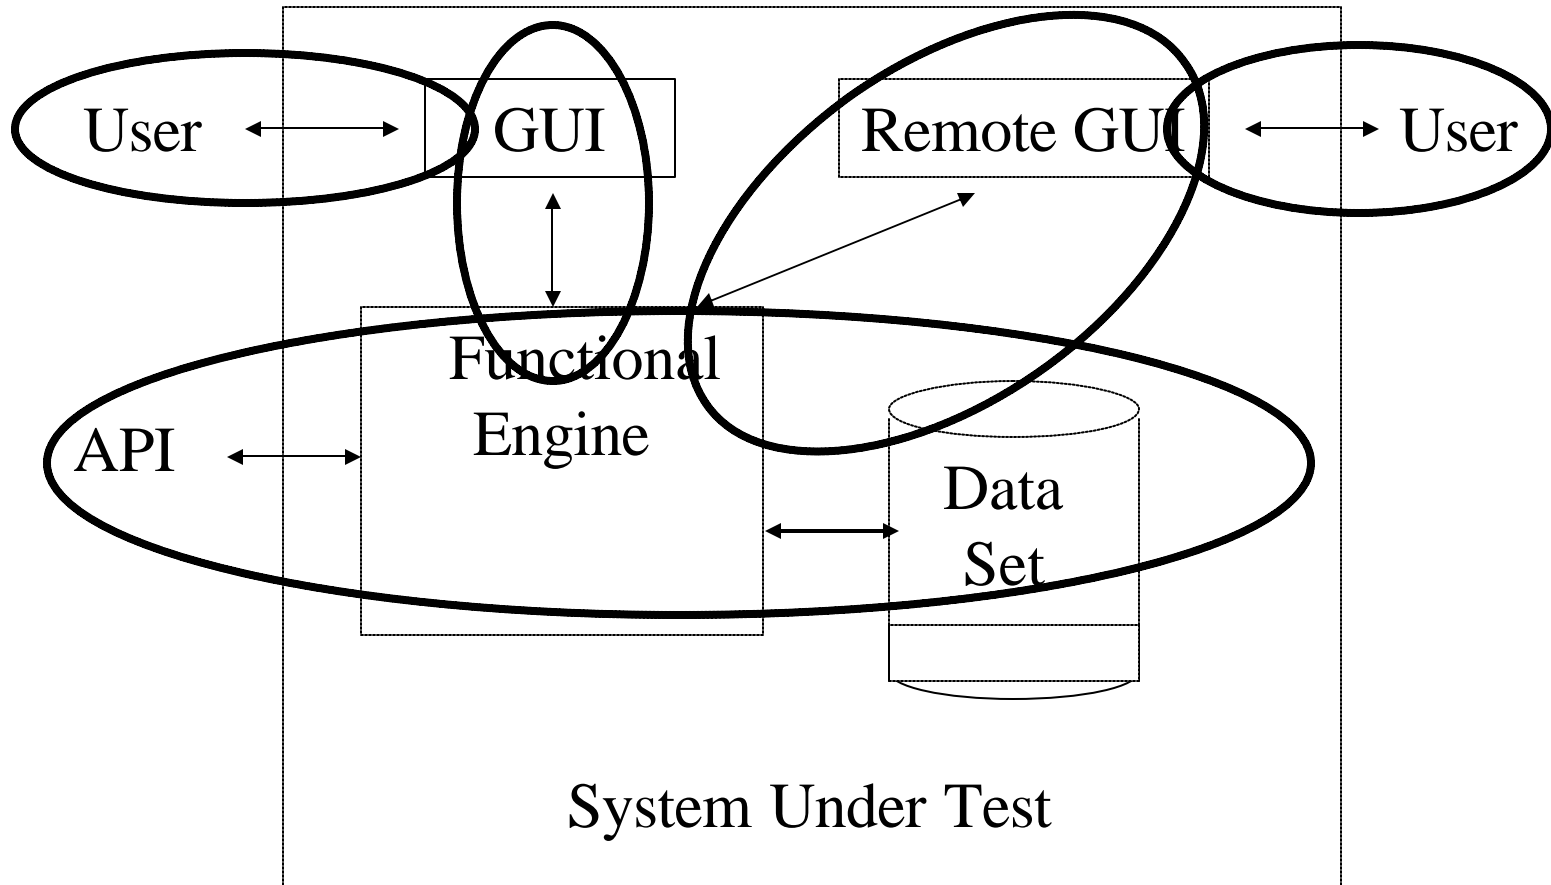 User
GUI
Remote GUI
User
Functional
Engine
API
Data
Set
System Under Test